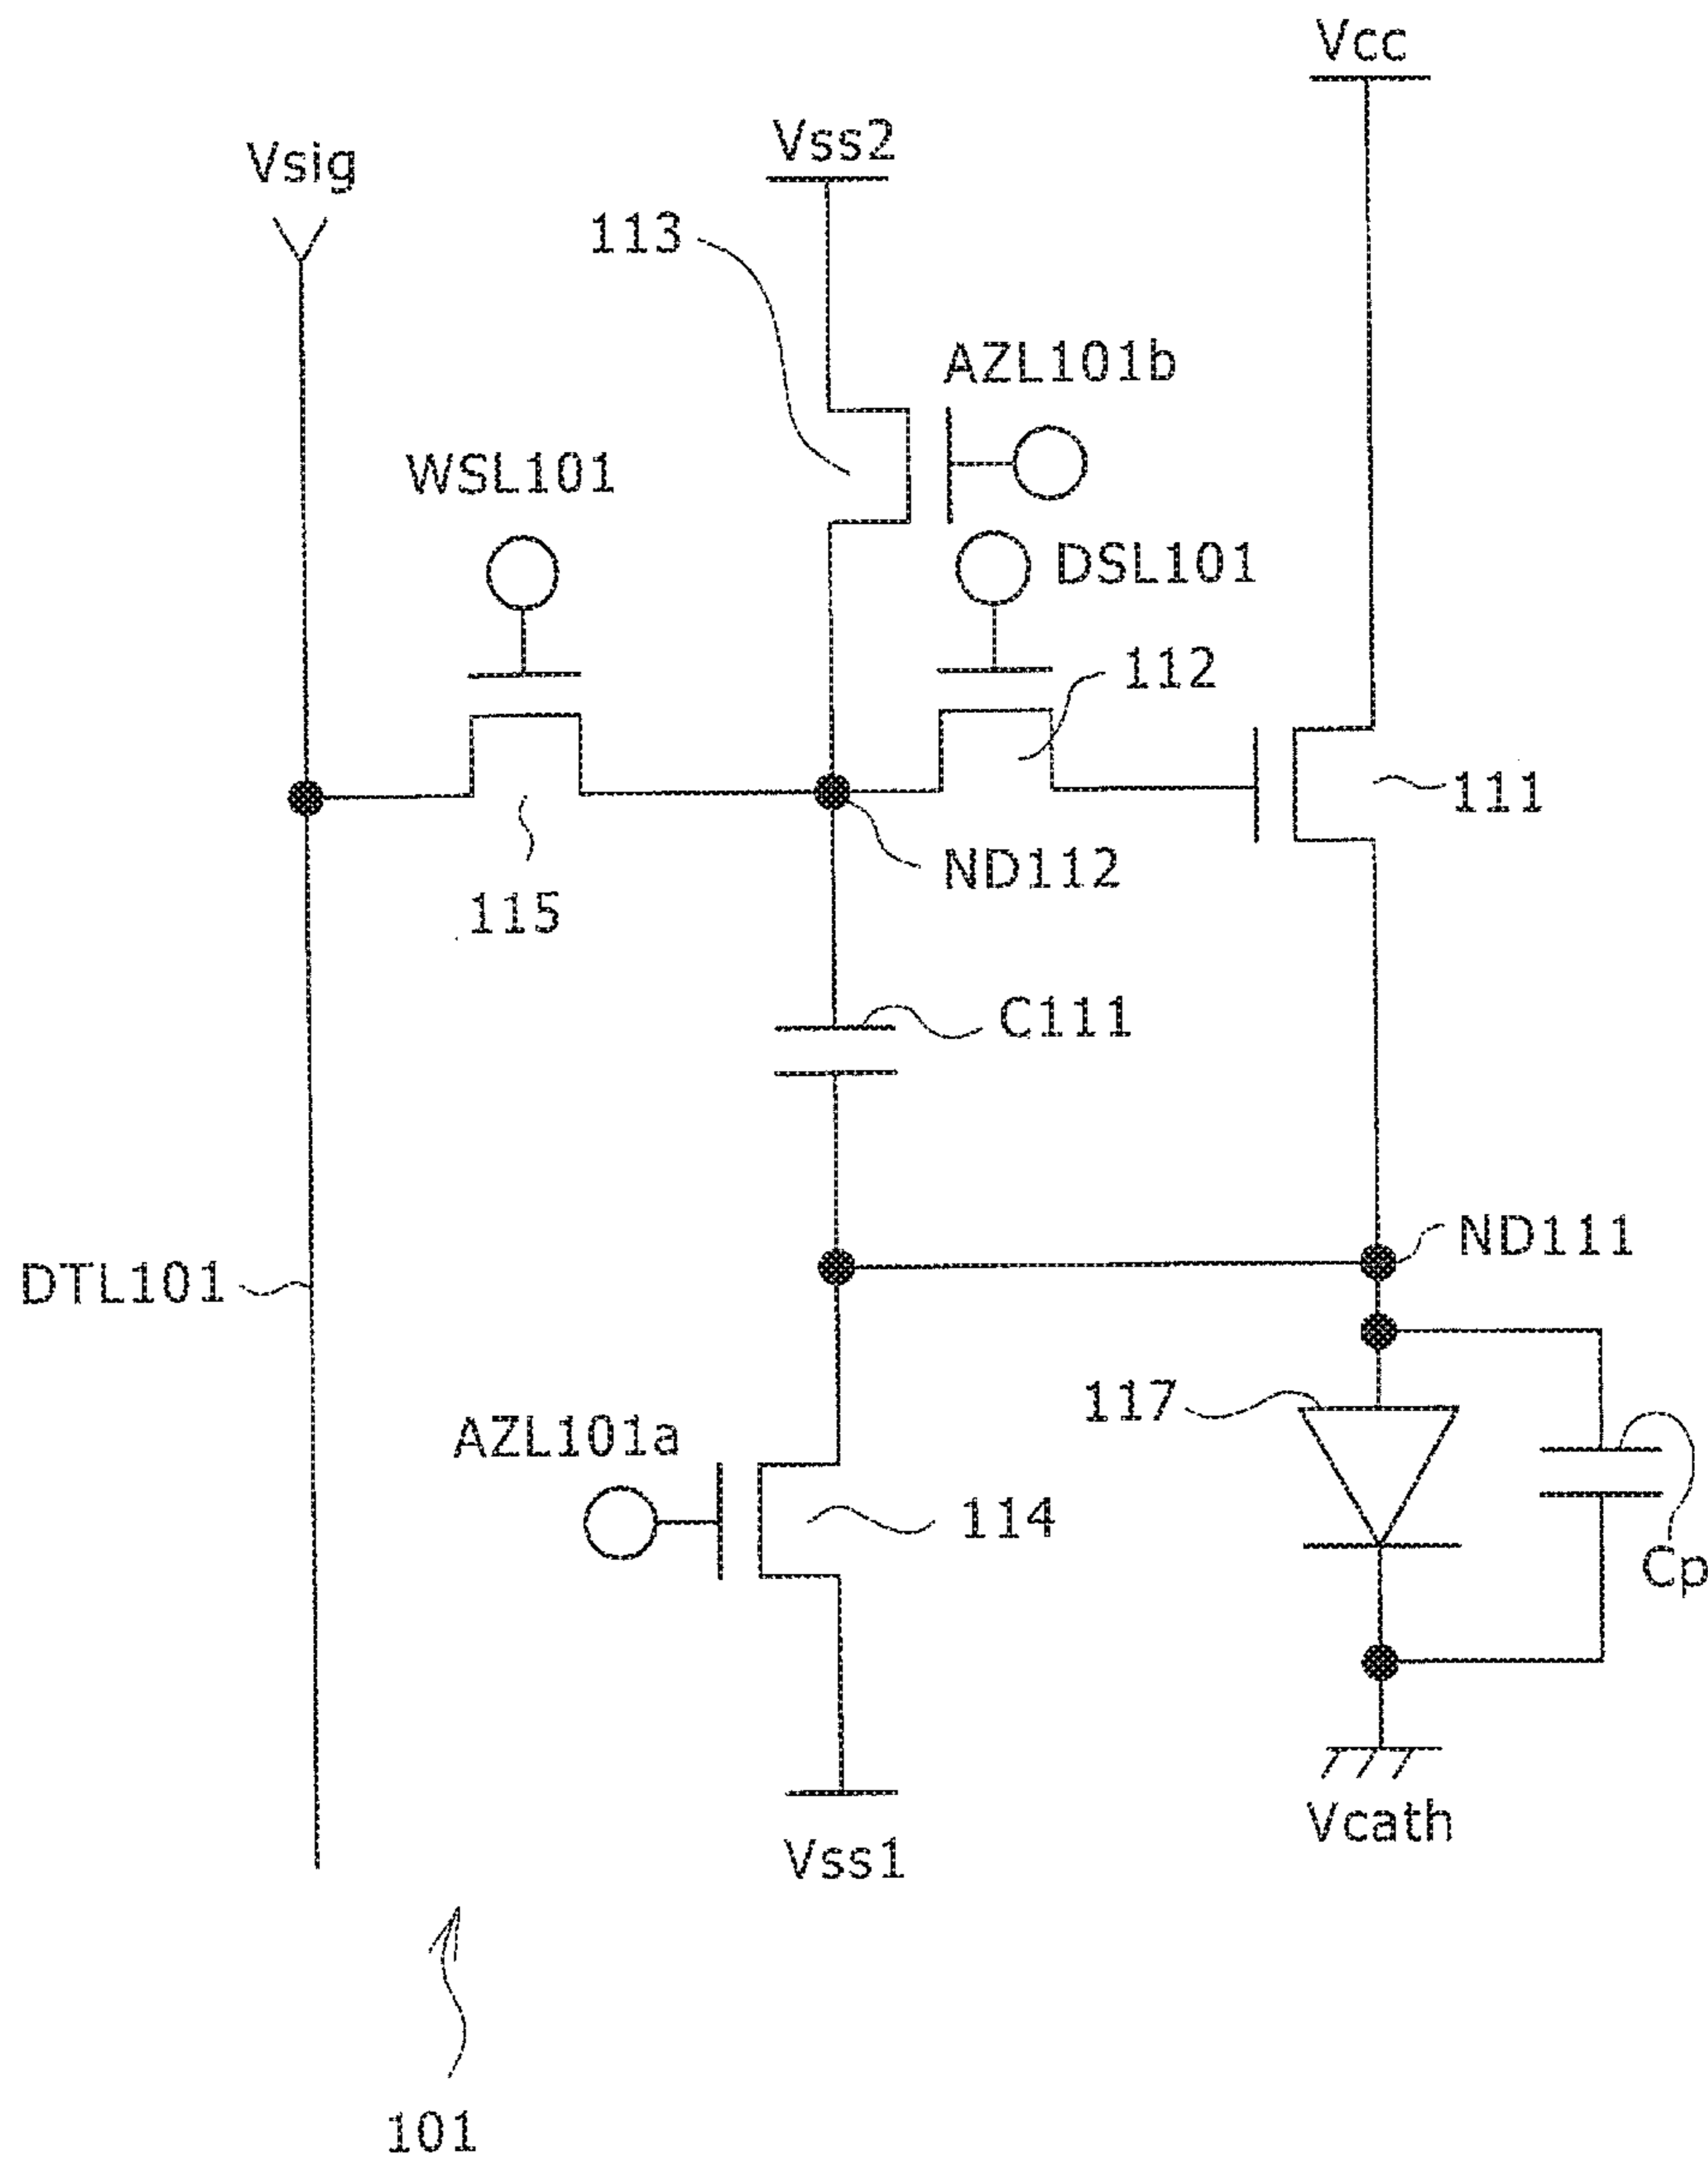 Vcc
Vss2
Vsig
113
AZL101b
WSL101
DSL101
112
111
ND112
115
C111
ND111
DTL101
117
AZL101a
114
Cp
Vcath
Vss1
101